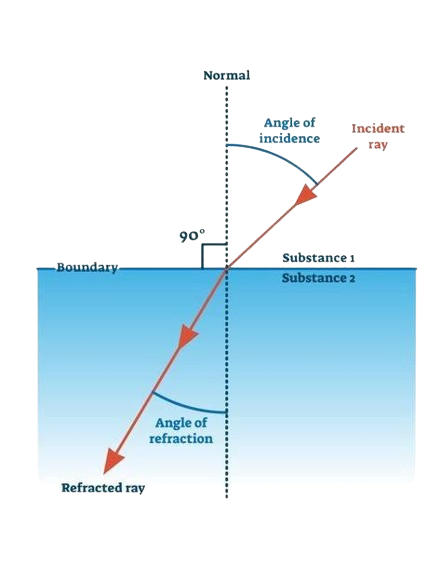 Normal
Angle of
incidence
Incident
ray
90°
Substance 1
Boundary
Substance 2
Angle of
refraction
Refracted ray